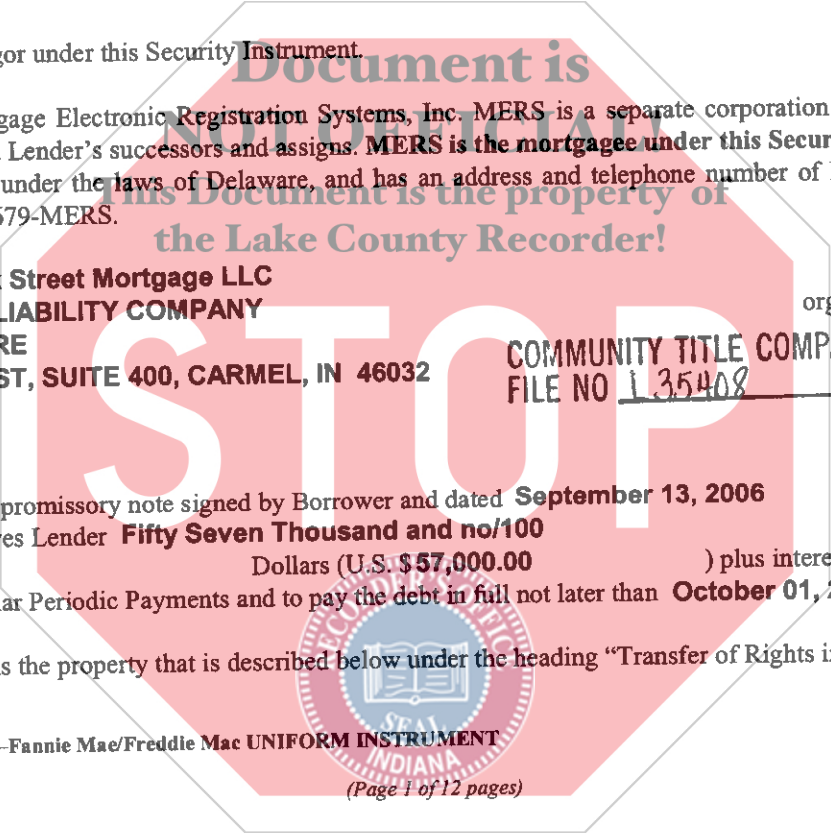 Document is
gor under this Security Instrument.
gage Electronic Registration Systems, Inc. MERS is a separate corporation
NOT OFFICIAL!
Lender's successors and assigns. MERS is the mortgagee under this Secur
under the laws of Delaware, and has an address and telephone number of
This Document is the property of
679-MERS.
the Lake County Recorder!
Street Mortgage LLC
LIABILITY COMPANY
org
RE
COMMUNITY TITLE COMP
ST, SUITE 400, CARMEL, IN 46032
FILE NO L 35408
STOP
promissory note signed by Borrower and dated September 13, 2006
es Lender Fifty Seven Thousand and no/100
Dollars (U.S. $57,000.00 ) plus intere
ar Periodic Payments and to pay the debt in full not later than October 01, 2
RECORDER'S OFFICE
s the property that is described below under the heading "Transfer of Rights i
SEAL
INDIANA
-Fannie Mae/Freddie Mac UNIFORM INSTRUMENT
(Page 1 of 12 pages)